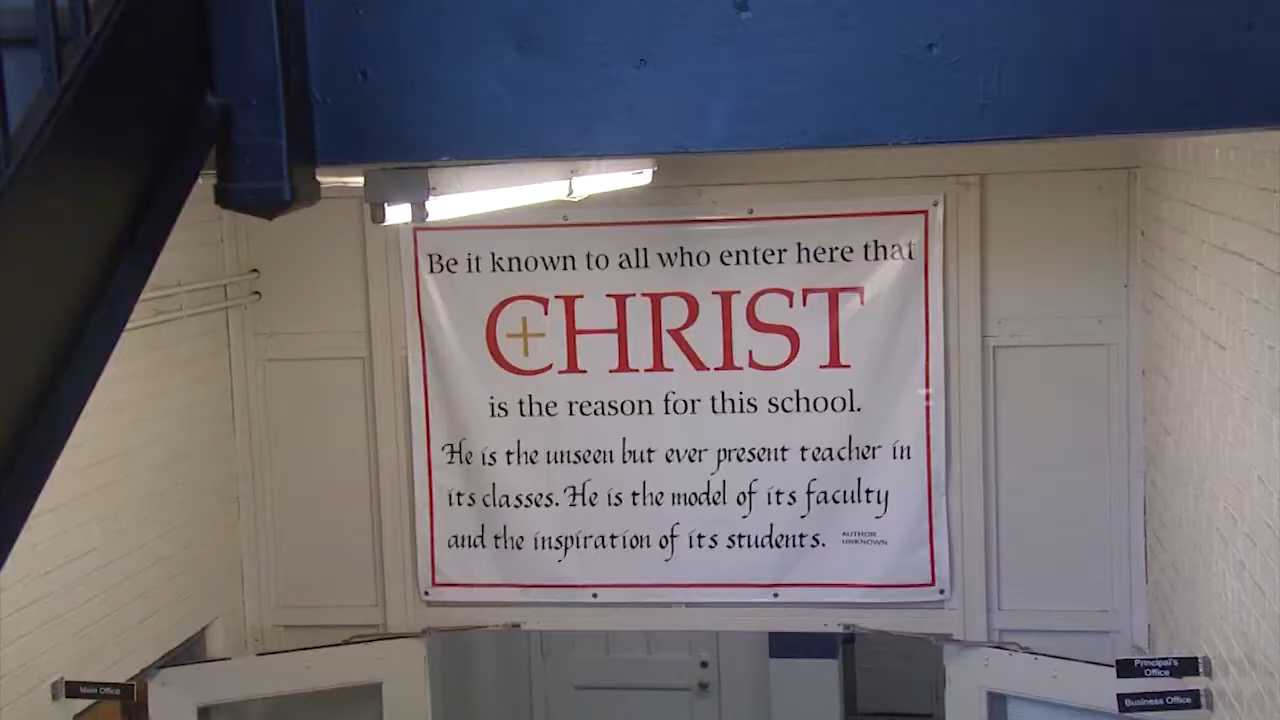 Be it known to all who enter here that
CHRIST
is the reason for this school.
He is the unseen but ever present teacher in
its classes. He is the model of its faculty
and the inspiration of its students.
AUTHOR
UNKNOWN
Main Office
Principal's
Office
Business Office